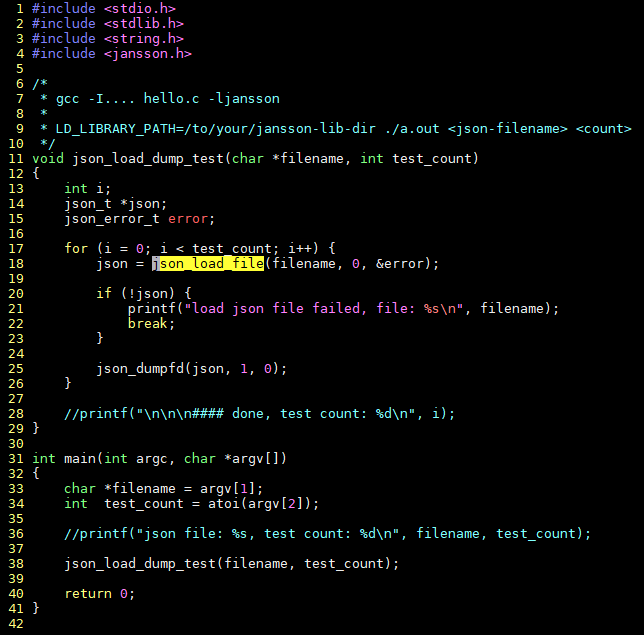 1 #include <stdio.h>
2 #include <stdlib.h>
3 #include <string.h>
4 #include <jansson.h>
5
6 /*
7  * gcc -I.... hello.c -ljansson
8  *
9  * LD_LIBRARY_PATH=/to/your/jansson-lib-dir ./a.out <json-filename> <count>
10  */
11 void json_load_dump_test(char *filename, int test_count)
12 {
13     int i;
14     json_t *json;
15     json_error_t error;
16
17     for (i = 0; i < test_count; i++) {
18         json = json_load_file(filename, 0, &error);
19
20         if (!json) {
21             printf("load json file failed, file: %s\n", filename);
22             break;
23         }
24
25         json_dumpfd(json, 1, 0);
26     }
27
28     //printf("\n\n\n#### done, test count: %d\n", i);
29 }
30
31 int main(int argc, char *argv[])
32 {
33     char *filename = argv[1];
34     int  test_count = atoi(argv[2]);
35
36     //printf("json file: %s, test count: %d\n", filename, test_count);
37
38     json_load_dump_test(filename, test_count);
39
40     return 0;
41 }
42